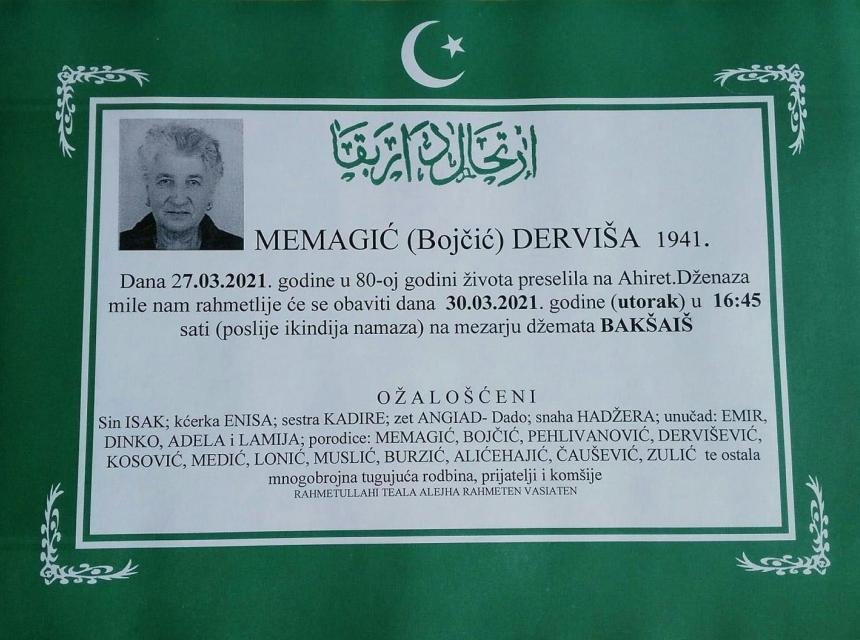 ارتحال دار بقا
MEMAGIĆ (Bojčić) DERVIŠA 1941.
Dana 27.03.2021. godine u 80-oj godini života preselila na Ahiret.Dženaza
mile nam rahmetlije će se obaviti dana 30.03.2021. godine (utorak) u 16:45
sati (poslije ikindija namaza) na mezarju džemata BAKŠAIŠ
OŽALOŠĆENI
Sin ISAK; kćerka ENISA; sestra KADIRE; zet ANGIAD- Dado; snaha HADŽERA; unučad: EMIR,
DINKO, ADELA i LAMIJA; porodice: MEMAGIĆ, BOJČIĆ, PEHLIVANOVIĆ, DERVIŠEVIĆ,
KOSOVIĆ, MEDIĆ, LONIĆ, MUSLIĆ, BURZIĆ, ALIĆEHAJIĆ, ČAUŠEVIĆ, ZULIĆ te ostala
mnogobrojna tugujuća rodbina, prijatelji i komšije
RAHMETULLAHI TEALA ALEJHA RAHMETEN VASIATEN